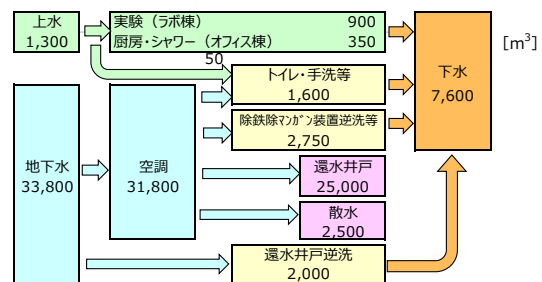 上水
1,300
実験（ラボ棟） 900
厨房・シャワー（オフィス棟） 350
50
下水
7,600
[m³]
トイレ・手洗等
1,600
除鉄除ﾏﾝｶﾞﾝ装置逆洗等
2,750
地下水
33,800
空調
31,800
還水井戸
25,000
散水
2,500
還水井戸逆洗
2,000